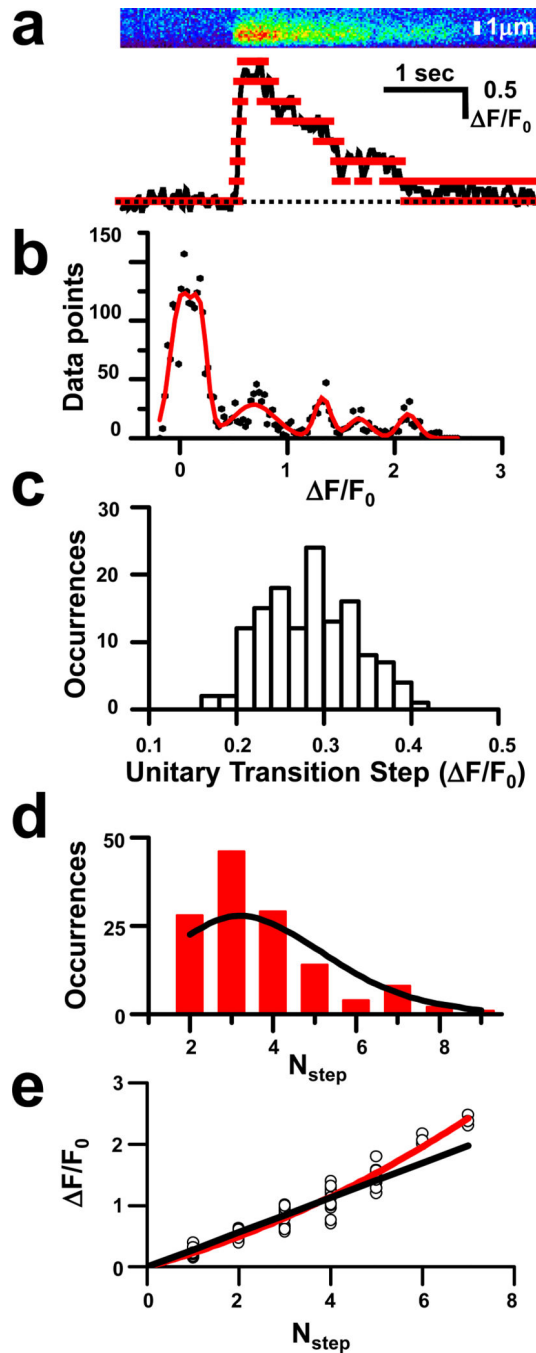 a
1μm
1 sec
0.5
ΔF/F0
b
150
100
50
0
Data points
0 1 2 3
ΔF/F0
c
30
20
10
0
Occurrences
0.1 0.2 0.3 0.4 0.5
Unitary Transition Step (ΔF/F0)
d
50
25
0
Occurrences
2 4 6 8
Nstep
e
3
2
1
0
ΔF/F0
0 2 4 6 8
Nstep